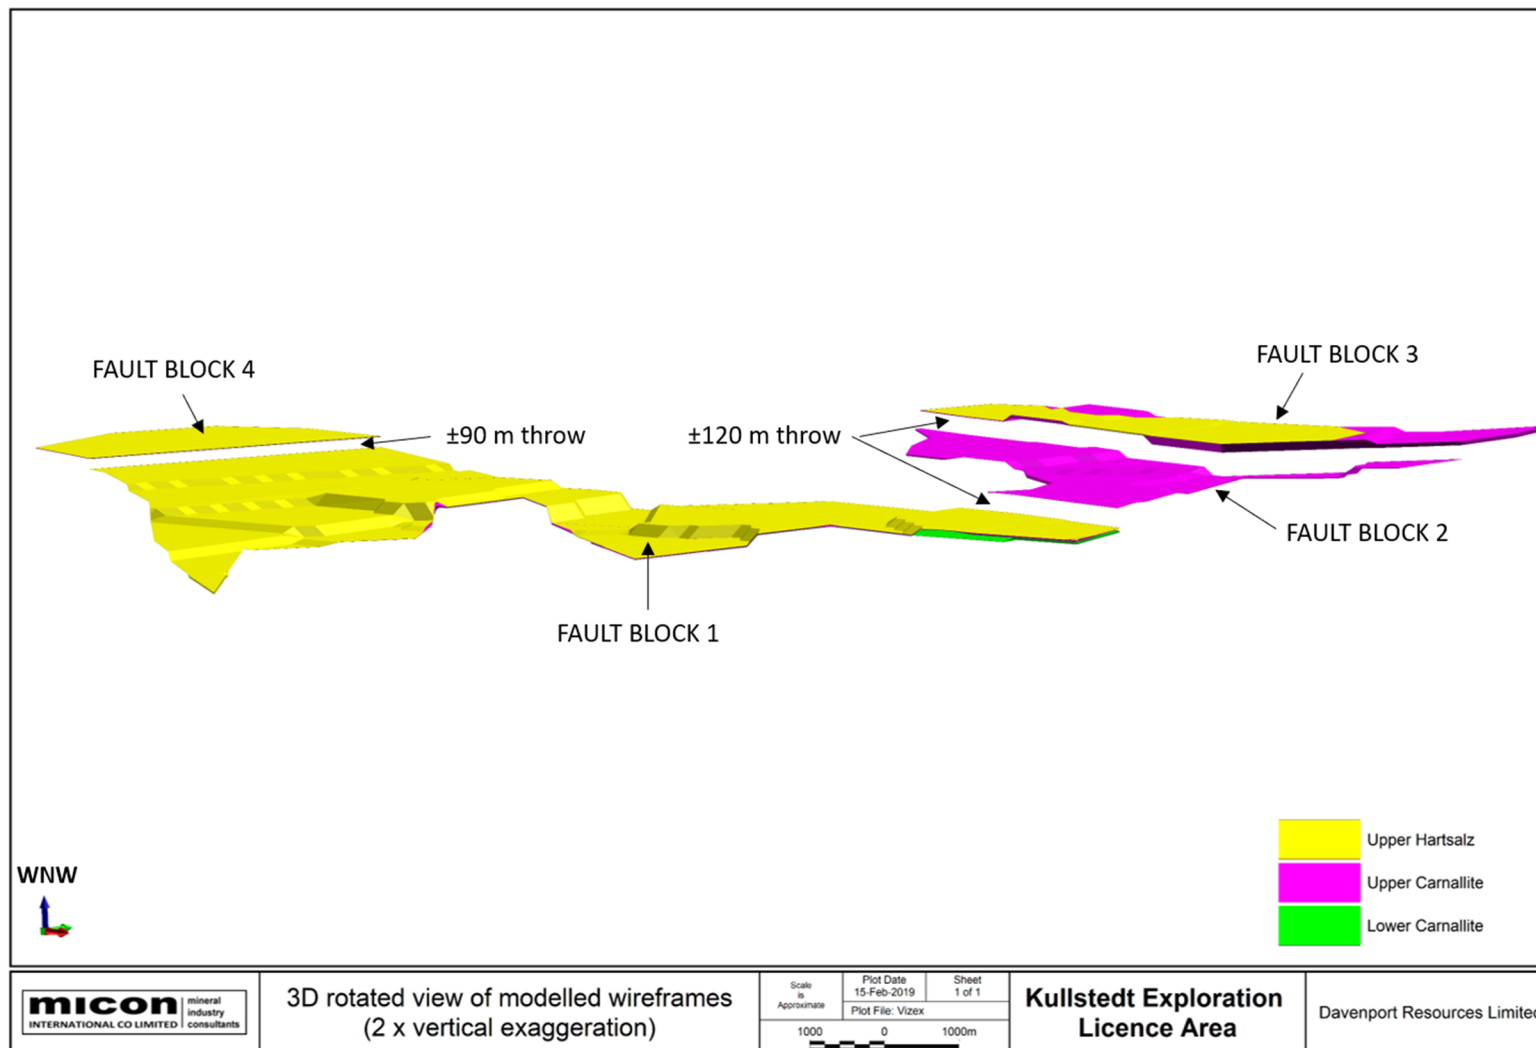 FAULT BLOCK 3
FAULT BLOCK 4
±90 m throw
±120 m throw
FAULT BLOCK 2
FAULT BLOCK 1
Upper Hartsalz
Upper Carnallite
Lower Carnallite
WNW
micon
INTERNATIONAL CO LIMITED
mineral
industry
consultants
3D rotated view of modelled wireframes
(2 x vertical exaggeration)
Scale
is
Approximate
Plot Date
15-Feb-2019
Sheet
1 of 1
Plot File: Vizex
1000 0 1000m
Kullstedt Exploration
Licence Area
Davenport Resources Limited